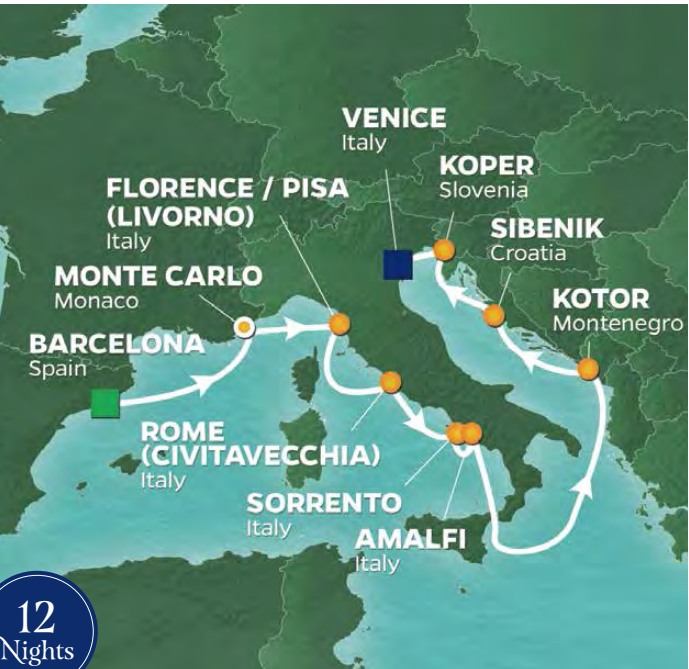 VENICE
Italy
KOPER
Slovenia
FLORENCE / PISA
(LIVORNO)
Italy
SIBENIK
Croatia
MONTE CARLO
Monaco
KOTOR
Montenegro
BARCELONA
Spain
ROME
(CIVITAVECCHIA)
Italy
SORRENTO
Italy
AMALFI
Italy
12
Nights